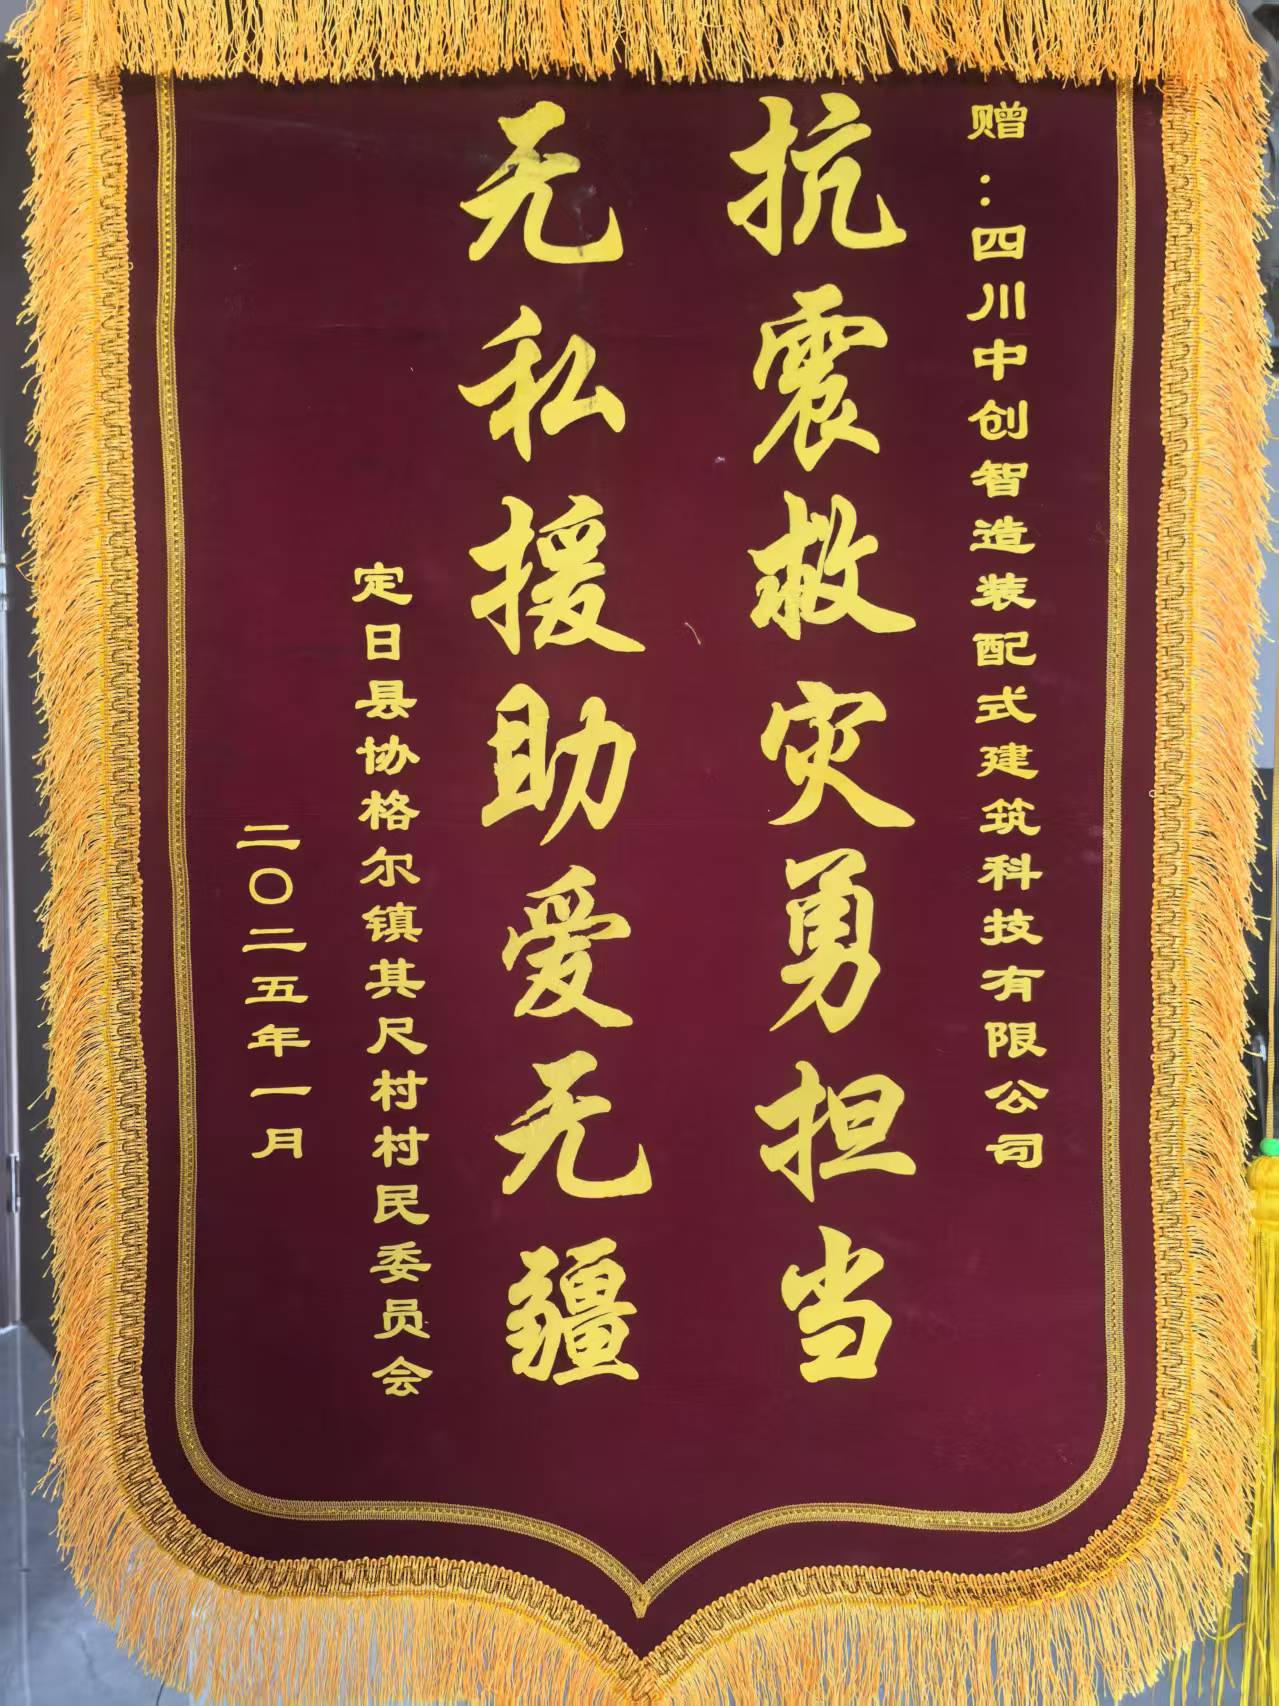 赠:四川中创智造装配式建筑科技有限公司
抗震救灾勇担当
无私援助爱无疆
定日县协格尔镇其尺村村民委员会
二〇二五年一月